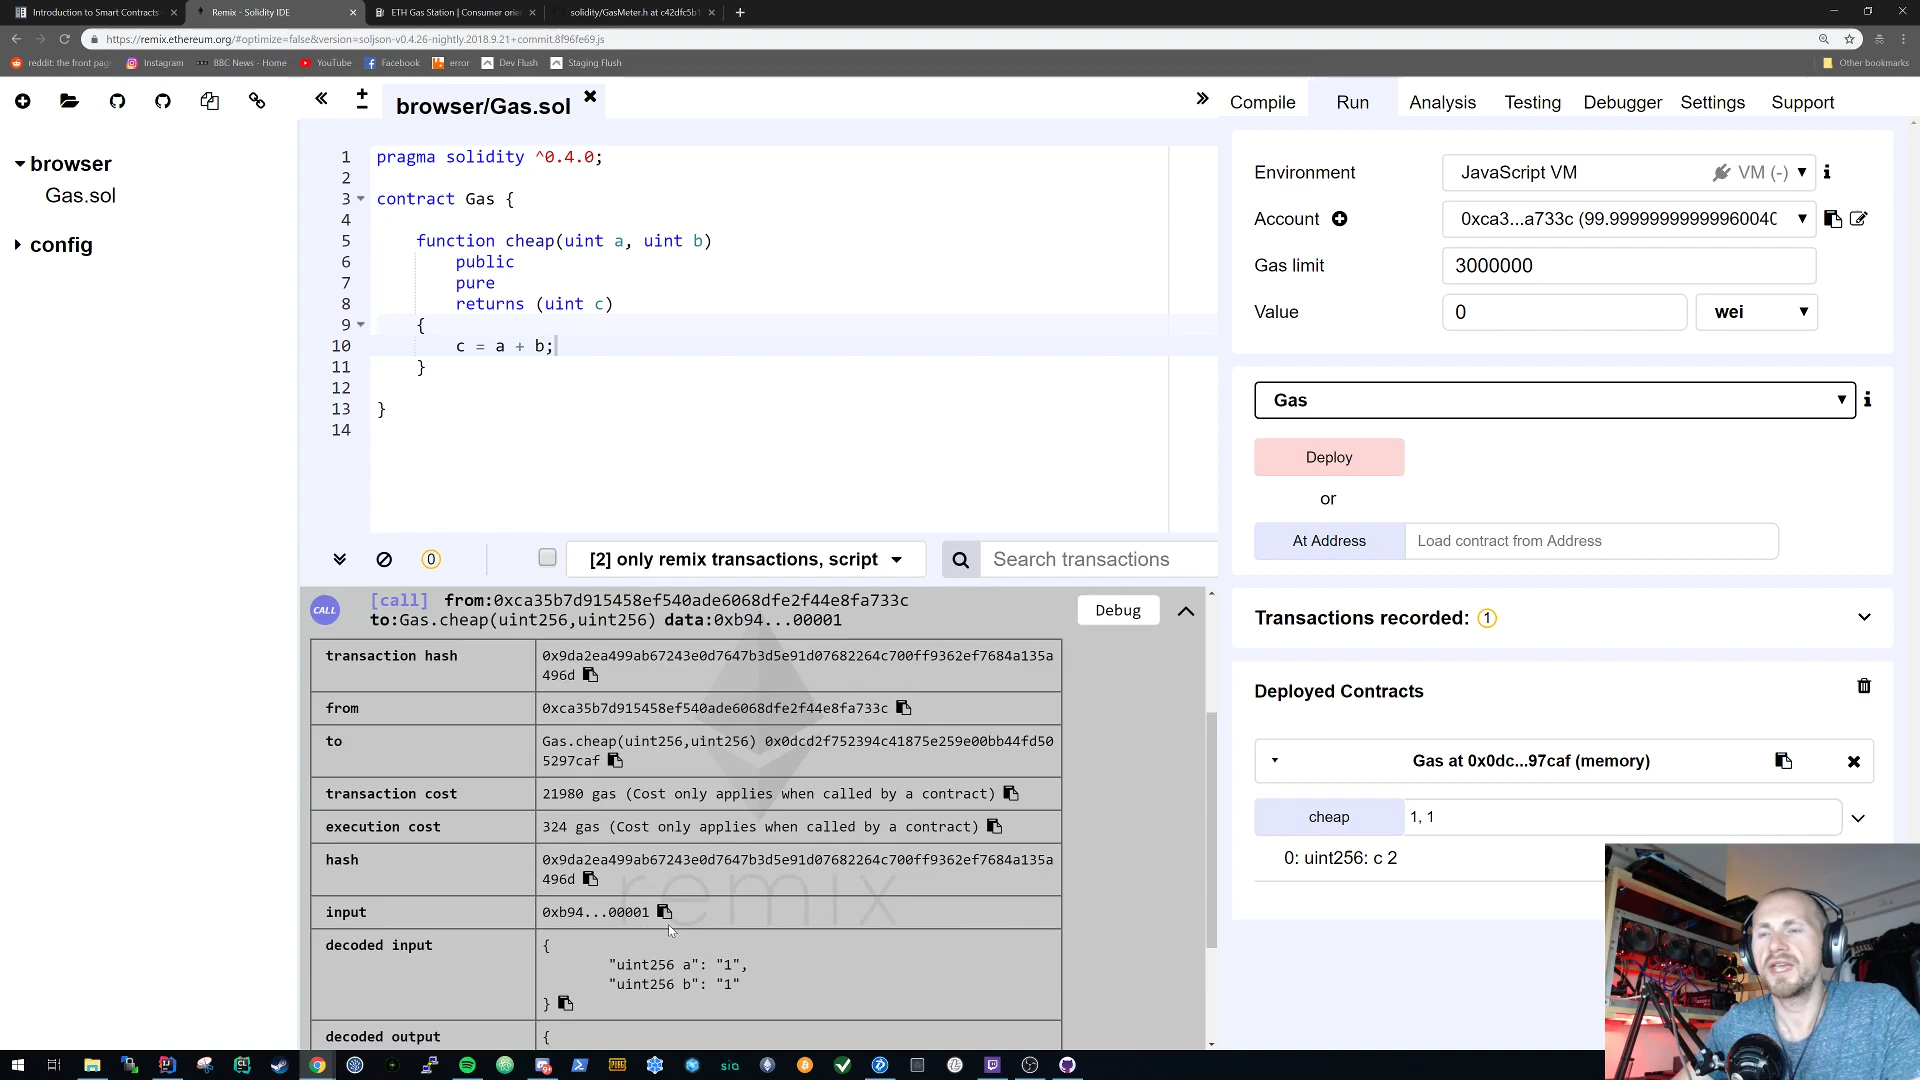 Introduction to Smart Contracts
Remix - Solidity IDE
ETH Gas Station | Consumer orie
solidity/GasMeter.h at c42dfc5b1
https://remix.ethereum.org/#optimize=false&version=soljson-v0.4.26-nightly.2018.9.21+commit.8f96fe69.js
reddit: the front pag
Instagram
BBC News - Home
YouTube
Facebook
error
Dev Flush
Staging Flush
Other bookmarks
browser/Gas.sol
Compile
Run
Analysis
Testing
Debugger
Settings
Support
browser
Gas.sol
config
1 pragma solidity ^0.4.0;
2
3 contract Gas {
4
5 function cheap(uint a, uint b)
6 public
7 pure
8 returns (uint c)
9 {
10 c = a + b;
11 }
12
13 }
14
Environment
JavaScript VM
VM (-)
Account
0xca3...a733c (99.9999999999996004(
Gas limit
3000000
Value
0
wei
Gas
Deploy
or
At Address
Load contract from Address
0
[2] only remix transactions, script
Search transactions
Transactions recorded: 1
CALL
[call] from:0xca35b7d915458ef540ade6068dfe2f44e8fa733c
to:Gas.cheap(uint256,uint256) data:0xb94...00001
Debug
transaction hash
0x9da2ea499ab67243e0d7647b3d5e91d07682264c700ff9362ef7684a135a
496d
from
0xca35b7d915458ef540ade6068dfe2f44e8fa733c
to
Gas.cheap(uint256,uint256) 0x0dcd2f752394c41875e259e00bb44fd50
5297caf
transaction cost
21980 gas (Cost only applies when called by a contract)
execution cost
324 gas (Cost only applies when called by a contract)
hash
0x9da2ea499ab67243e0d7647b3d5e91d07682264c700ff9362ef7684a135a
496d
input
0xb94...00001
decoded input
{
"uint256 a": "1",
"uint256 b": "1"
}
decoded output
{
remix
Deployed Contracts
Gas at 0x0dc...97caf (memory)
cheap
1, 1
0: uint256: c 2
sia